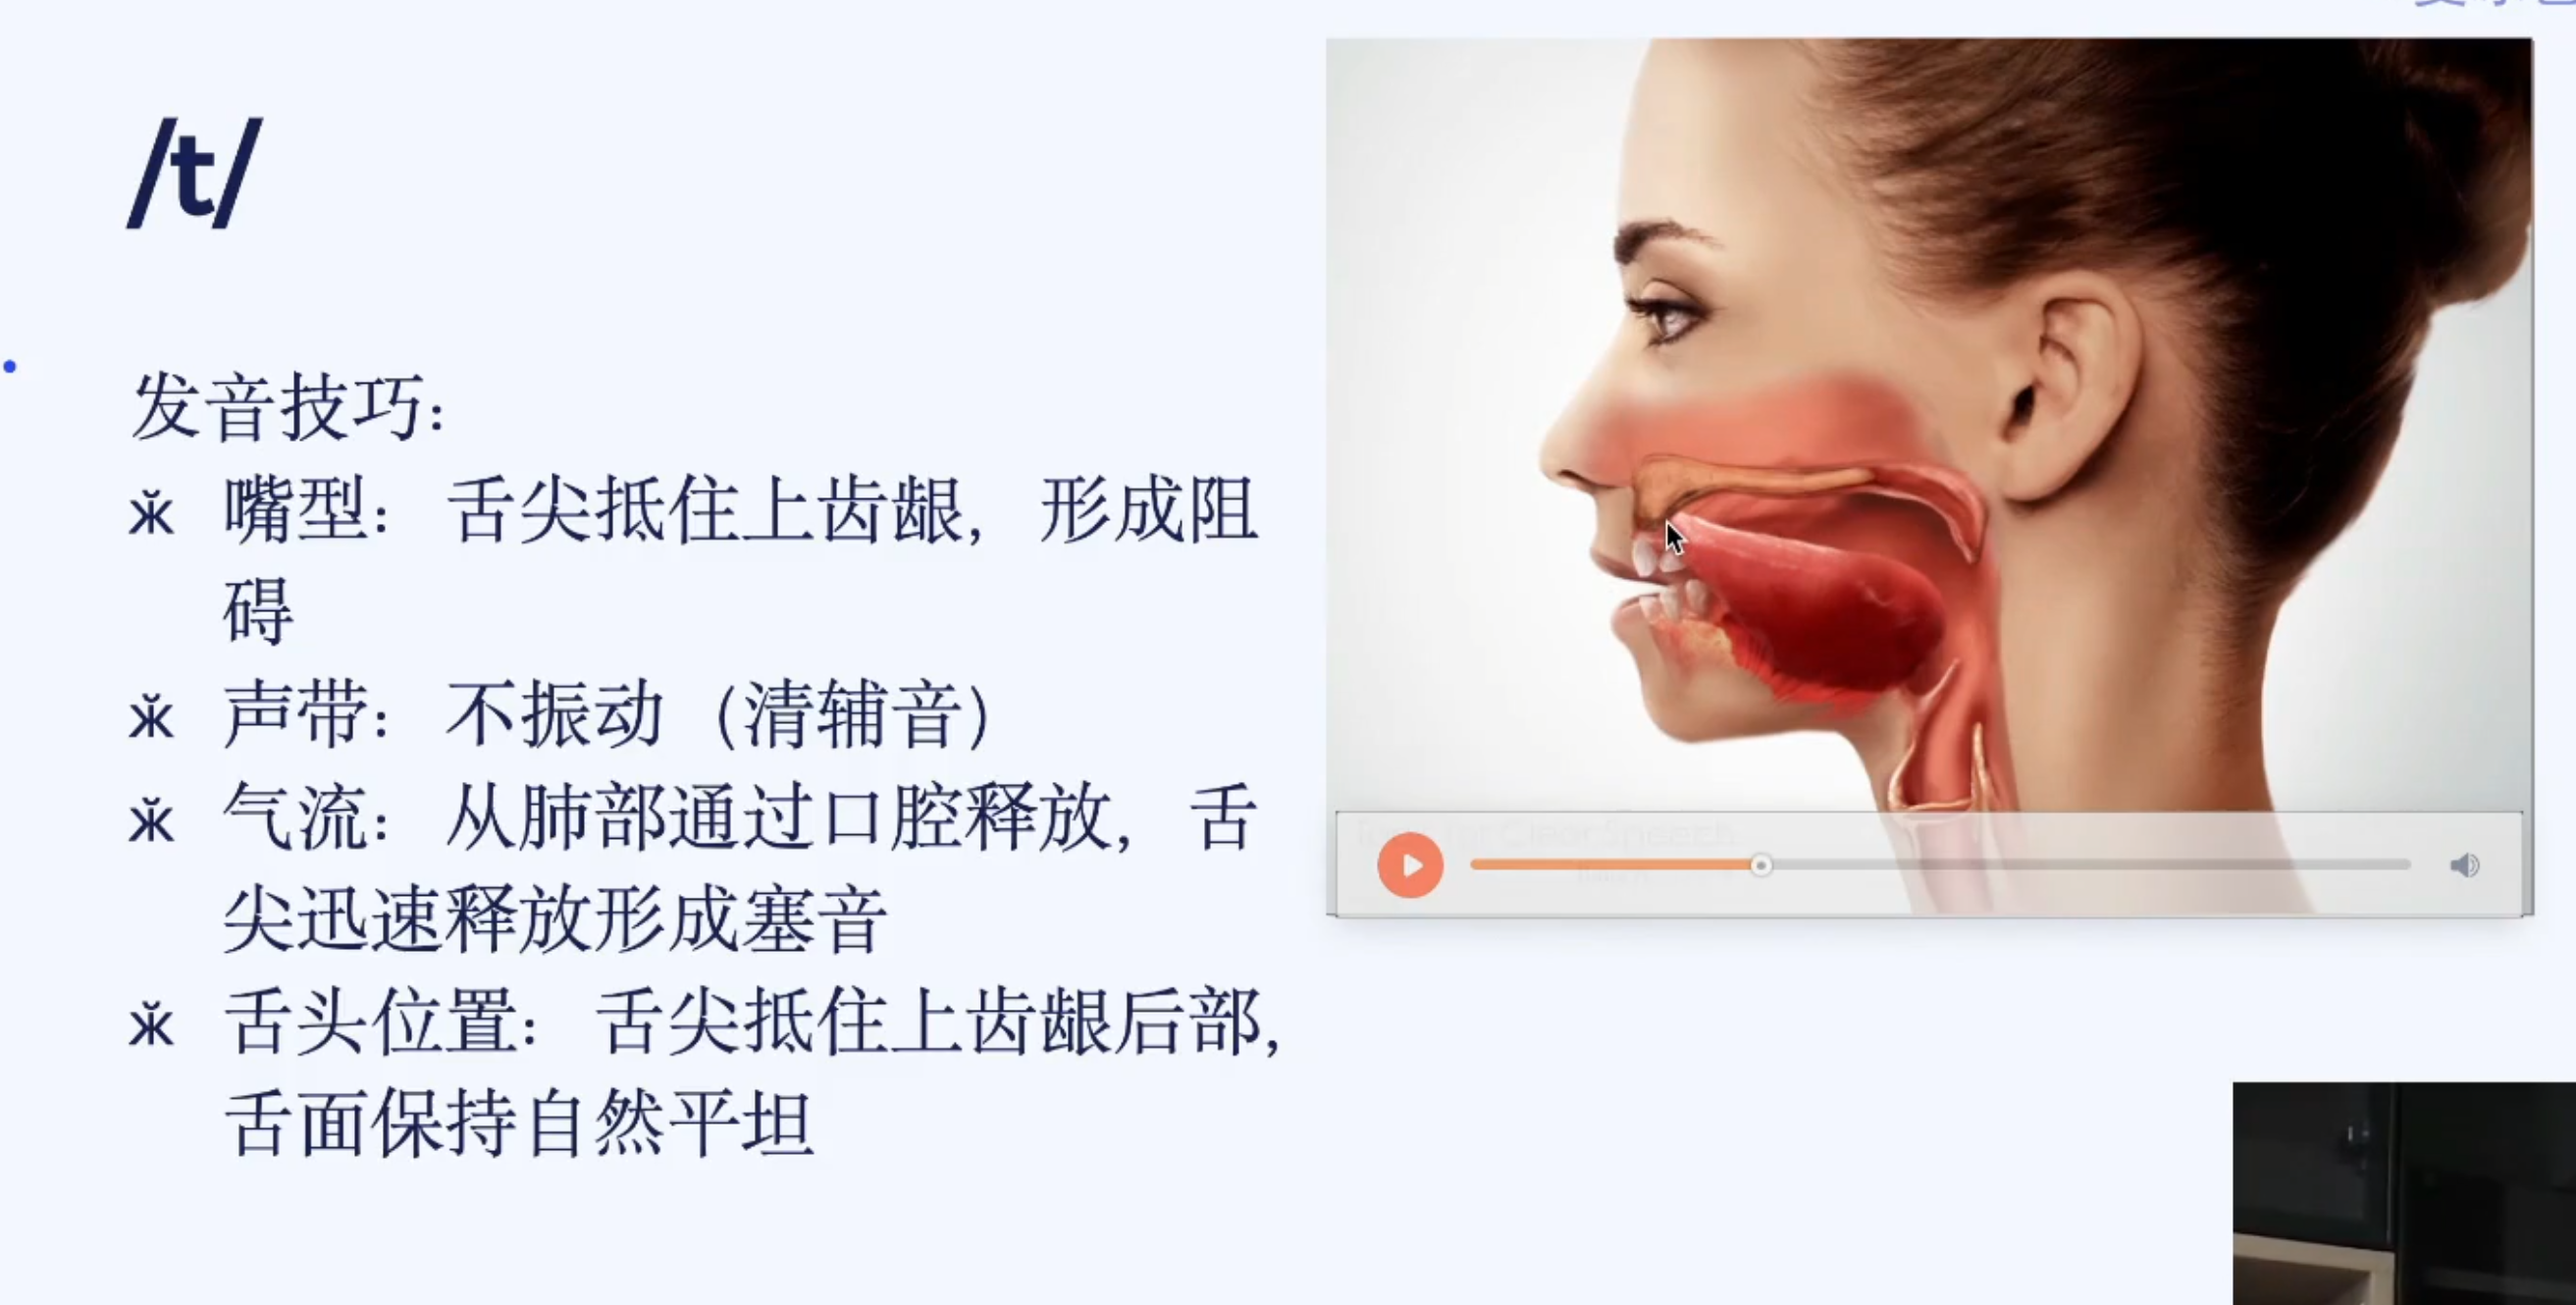 /t/
发音技巧：
ӂ 嘴型： 舌尖抵住上齿龈，形成阻
碍
ӂ 声带： 不振动（清辅音）
ӂ 气流： 从肺部通过口腔释放，舌
尖迅速释放形成塞音
ӂ 舌头位置： 舌尖抵住上齿龈后部，
舌面保持自然平坦